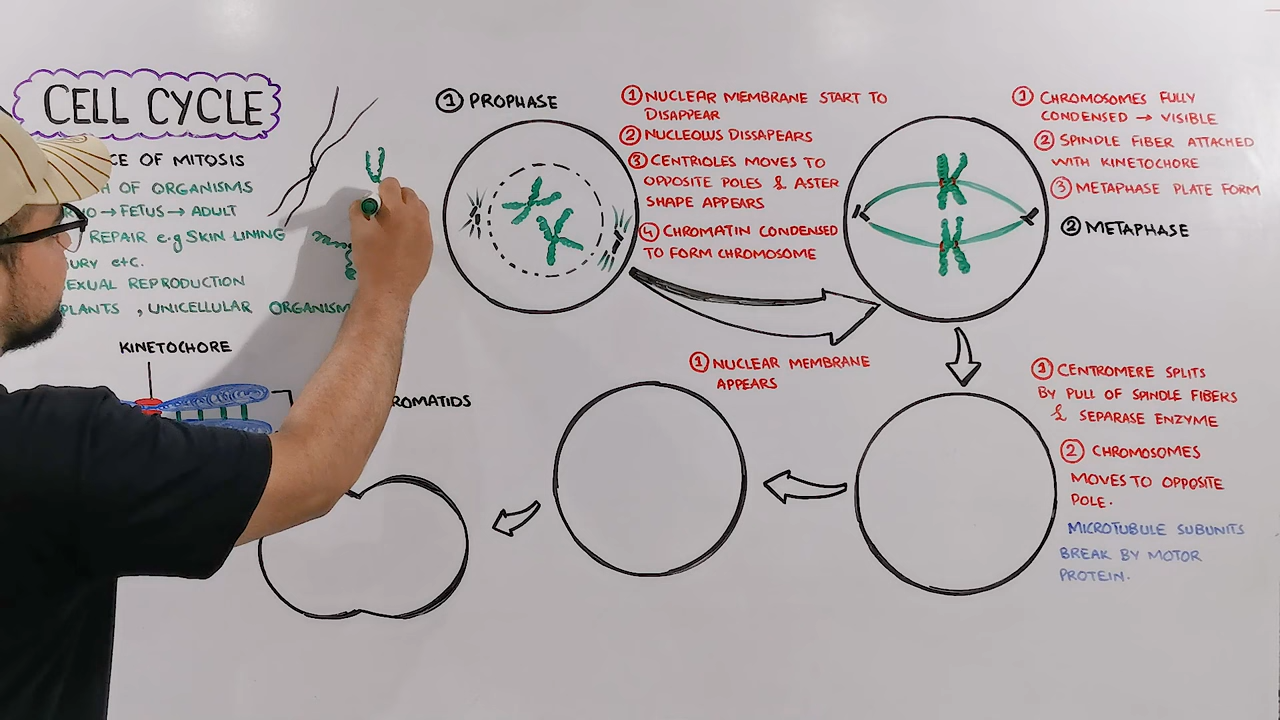 CELL CYCLE
OF MITOSIS
OF ORGANISMS
→ FETUS → ADULT
REPAIR e.g SKIN LINING
etc.
REPRODUCTION
PLANTS , UNICELLULAR ORGANISM
KINETOCHORE
① PROPHASE
① NUCLEAR MEMBRANE START TO
DISAPPEAR
② NUCLEOLUS DISSAPEARS
③ CENTRIOLES MOVES TO
OPPOSITE POLES & ASTER
SHAPE APPEARS
④ CHROMATIN CONDENSED
TO FORM CHROMOSOME
① CHROMOSOMES FULLY
CONDENSED → VISIBLE
② SPINDLE FIBER ATTACHED
WITH KINETOCHORE
③ METAPHASE PLATE FORM
② METAPHASE
① NUCLEAR MEMBRANE
APPEARS
① CENTROMERE SPLITS
BY PULL OF SPINDLE FIBERS
& SEPARASE ENZYME
② CHROMOSOMES
MOVES TO OPPOSITE
POLE.
MICROTUBULE SUBUNITS
BREAK BY MOTOR
PROTEIN.